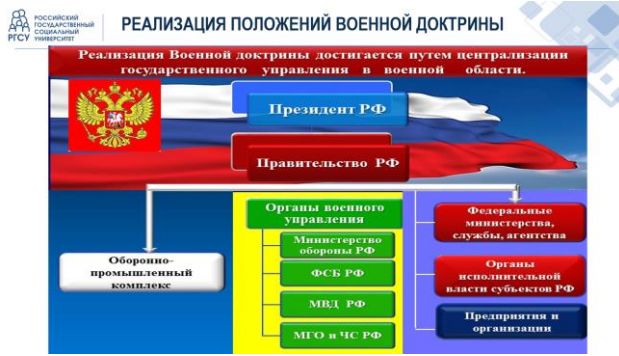 РОССИЙСКИЙ
ГОСУДАРСТВЕННЫЙ
СОЦИАЛЬНЫЙ
УНИВЕРСИТЕТ
РГСУ
РЕАЛИЗАЦИЯ ПОЛОЖЕНИЙ ВОЕННОЙ ДОКТРИНЫ
Реализация Военной доктрины достигается путем централизации
государственного управления в военной области.
Президент РФ
Правительство РФ
Оборонно-
промышленный
комплекс
Органы военного
управления
Министерство
обороны РФ
ФСБ РФ
МВД РФ
МГО и ЧС РФ
Федеральные
министерства,
службы, агентства
Органы
исполнительной
власти субъектов РФ
Предприятия и
организации